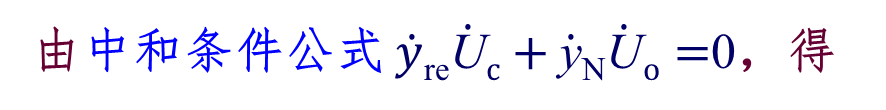 由中和条件公式 ẏ_re U̇_c + ẏ_N U̇_o =0，得